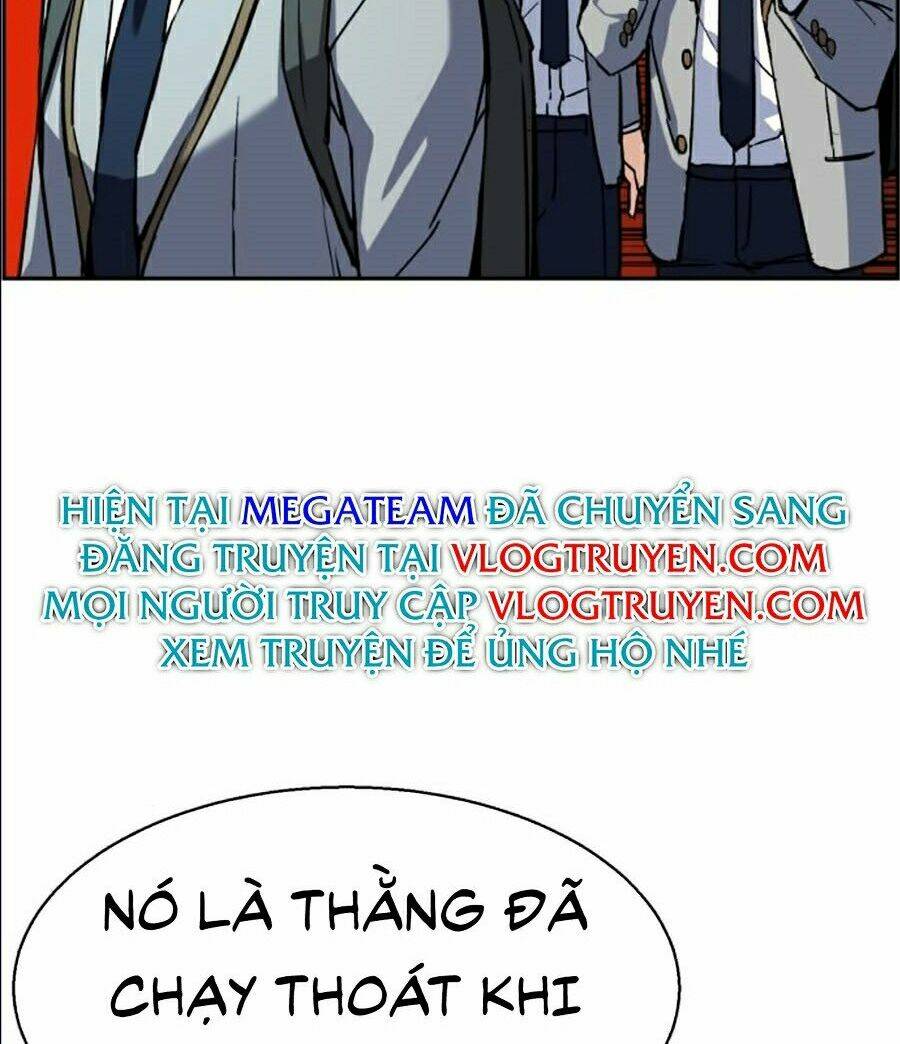 HIỆN TẠI MEGATEAM ĐÃ CHUYỂN SANG
ĐĂNG TRUYỆN TẠI VLOGTRUYEN.COM
MỌI NGƯỜI TRUY CẬP VLOGTRUYEN.COM
XEM TRUYỆN ĐỂ ỦNG HỘ NHÉ
NÓ LÀ THẰNG ĐÃ
CHẠY THOÁT KHI